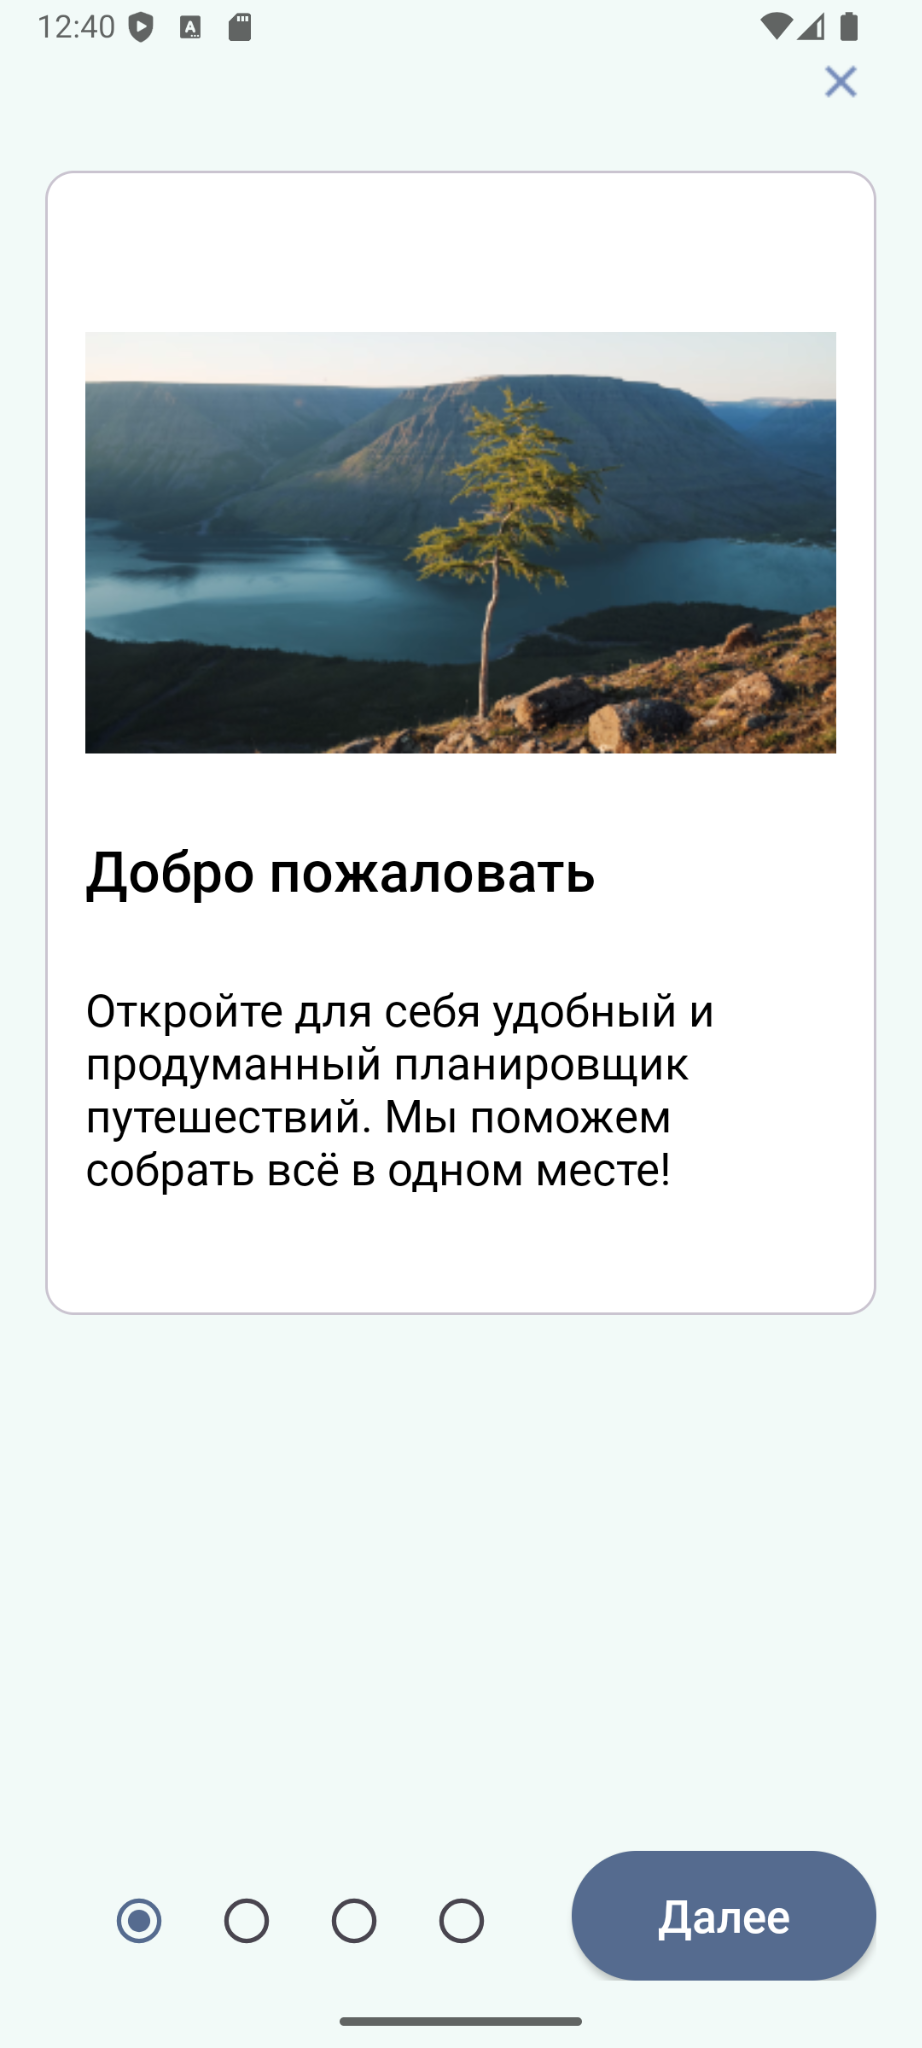 12:40
Добро пожаловать
Откройте для себя удобный и
продуманный планировщик
путешествий. Мы поможем
собрать всё в одном месте!
Далее